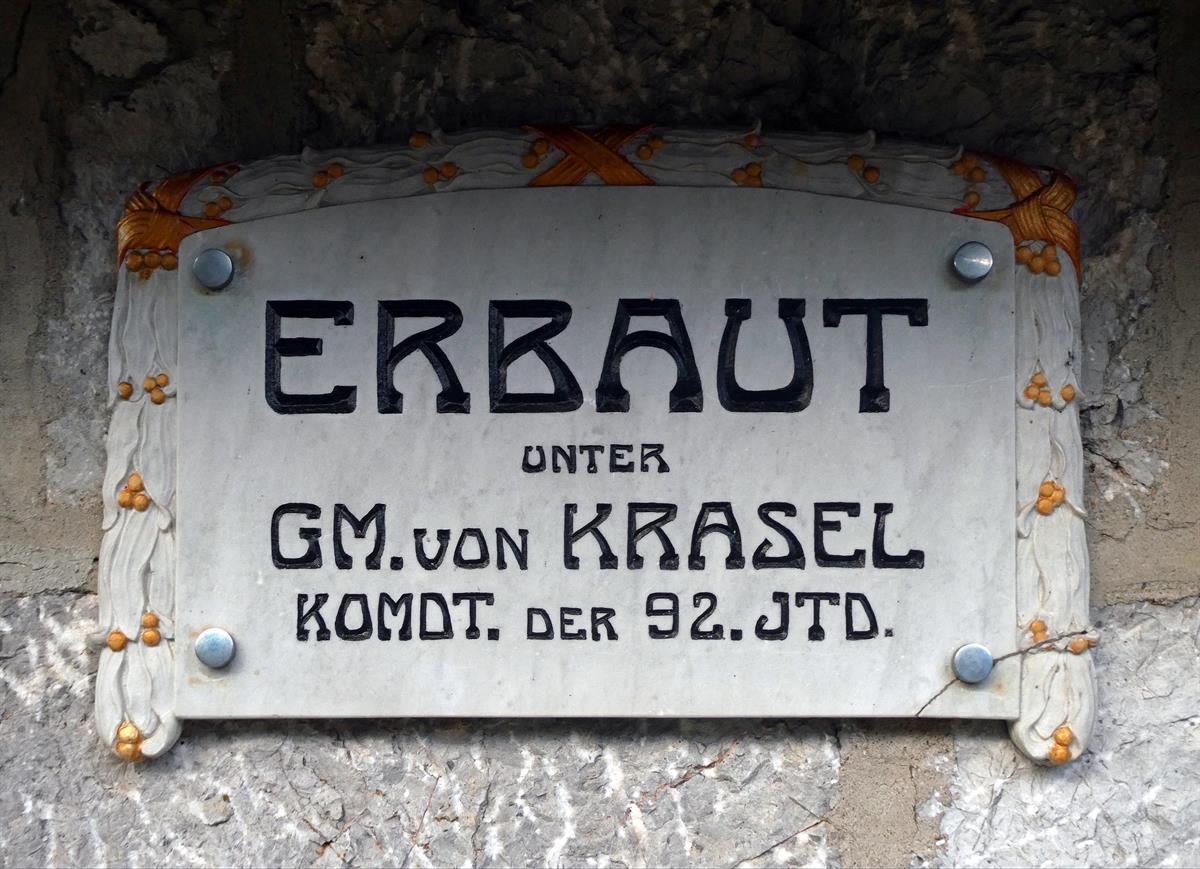 ERBAUT
UNTER
GM. VON KRASEL
KOMDT. DER 92. JTD.